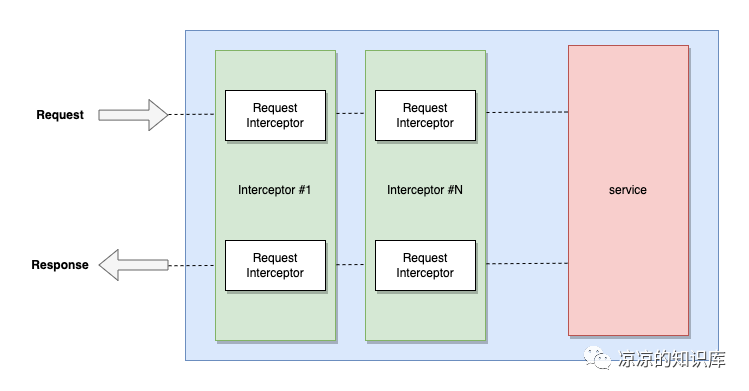 Request
Request
Interceptor
Request
Interceptor
Interceptor #1
Interceptor #N
service
Response
Request
Interceptor
Request
Interceptor
凉凉的知识库